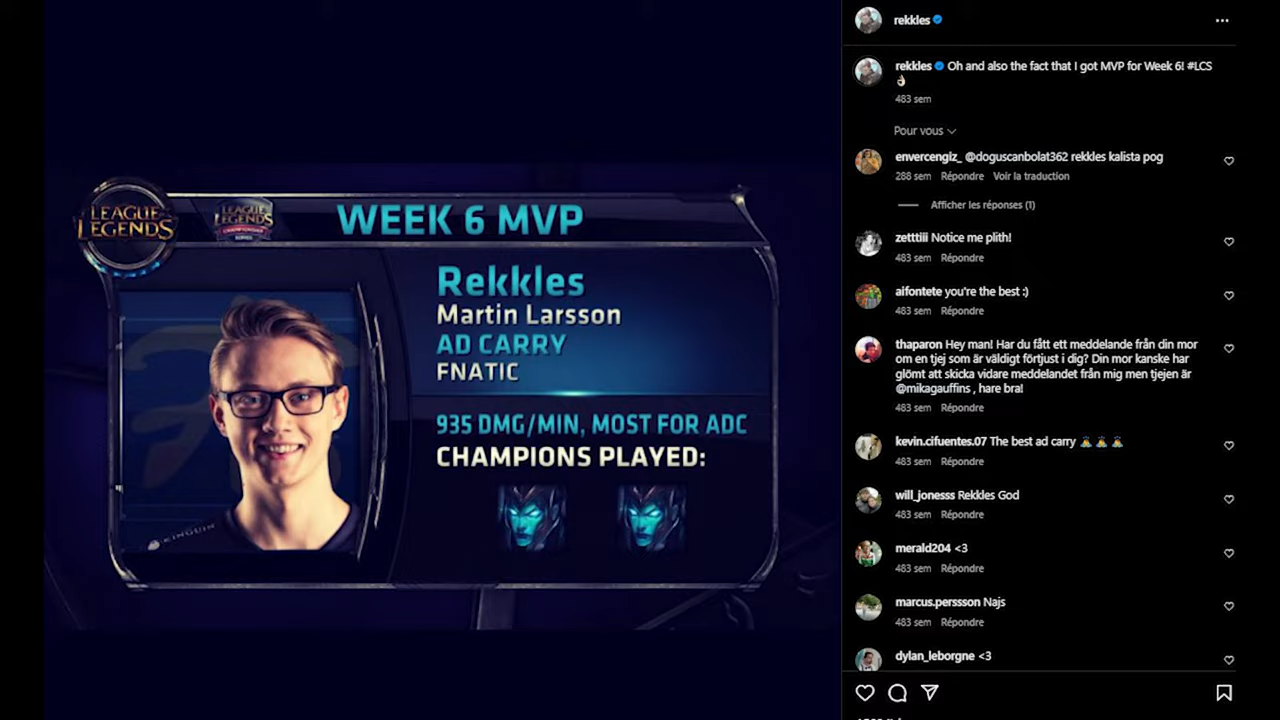 LEAGUE
LEGENDS
LEAGUE
LEGENDS
WEEK 6 MVP
Rekkles
Martin Larsson
AD CARRY
FNATIC
935 DMG/MIN, MOST FOR ADC
CHAMPIONS PLAYED:
KINGUIN
rekkles
rekkles Oh and also the fact that I got MVP for Week 6! #LCS
👌🏻
483 sem
Pour vous
envercengiz_ @doguscanbolat362 rekkles kalista pog
288 sem Répondre Voir la traduction
Afficher les réponses (1)
zetttiii Notice me plith!
483 sem Répondre
aifontete you're the best :)
483 sem Répondre
thaparon Hey man! Har du fått ett meddelande från din mor
om en tjej som är väldigt förtjust i dig? Din mor kanske har
glömt att skicka vidare meddelandet från mig men tjejen är
@mikagauffins , hare bra!
483 sem Répondre
kevin.cifuentes.07 The best ad carry
483 sem Répondre
will_jonesss Rekkles God
483 sem Répondre
merald204 <3
483 sem Répondre
marcus.perssson Najs
483 sem Répondre
dylan_leborgne <3